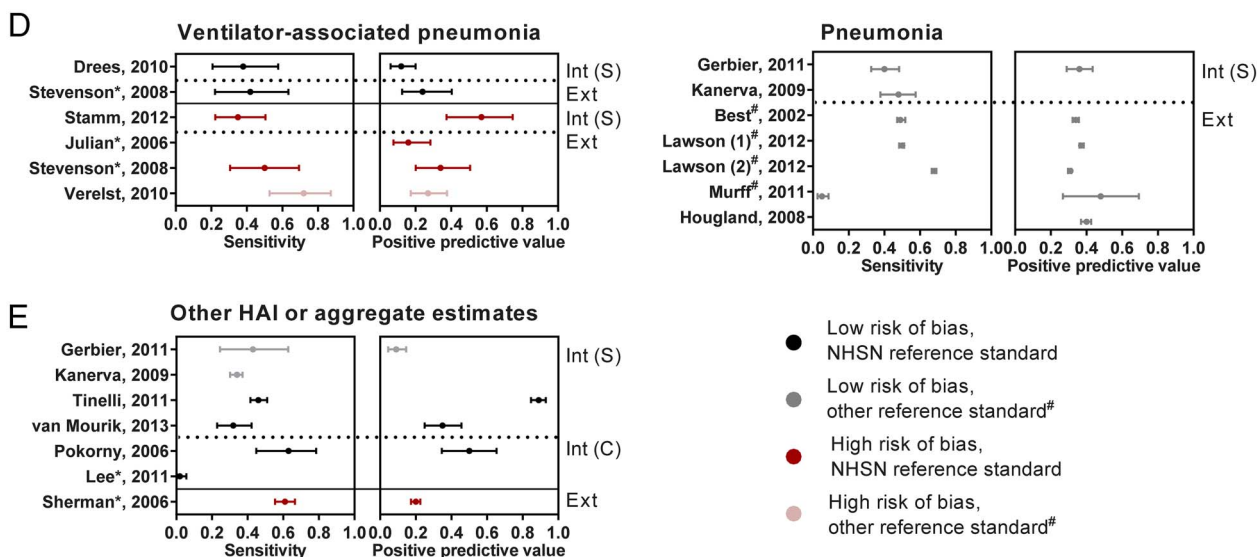 D
Ventilator-associated pneumonia
Drees, 2010
Stevenson*, 2008
Stamm, 2012
Julian*, 2006
Stevenson*, 2008
Verelst, 2010
Int (S)
Ext
Int (S)
Ext
0.0 0.2 0.4 0.6 0.8 1.0
Sensitivity
0.0 0.2 0.4 0.6 0.8 1.0
Positive predictive value
Pneumonia
Gerbier, 2011
Kanerva, 2009
Best#, 2002
Lawson (1)#, 2012
Lawson (2)#, 2012
Murff#, 2011
Hougland, 2008
Int (S)
Ext
0.0 0.2 0.4 0.6 0.8 1.0
Sensitivity
0.0 0.2 0.4 0.6 0.8 1.0
Positive predictive value
E
Other HAI or aggregate estimates
Gerbier, 2011
Kanerva, 2009
Tinelli, 2011
van Mourik, 2013
Pokorny, 2006
Lee*, 2011
Sherman*, 2006
Int (S)
Int (C)
Ext
0.0 0.2 0.4 0.6 0.8 1.0
Sensitivity
0.0 0.2 0.4 0.6 0.8 1.0
Positive predictive value
Low risk of bias,
NHSN reference standard
Low risk of bias,
other reference standard#
High risk of bias,
NHSN reference standard
High risk of bias,
other reference standard#